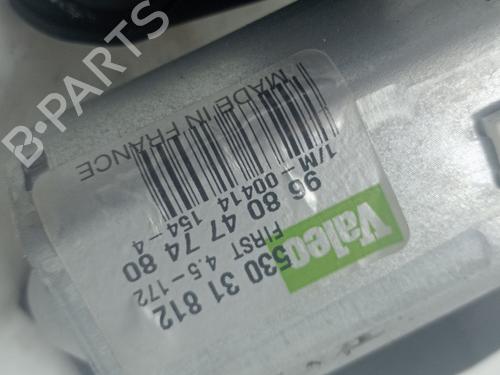 Valeo
530 31 812
FIRST 4.5-172
96 80 47 74 80
1/M-00414 154-4
MADE IN FRANCE
B-PARTS